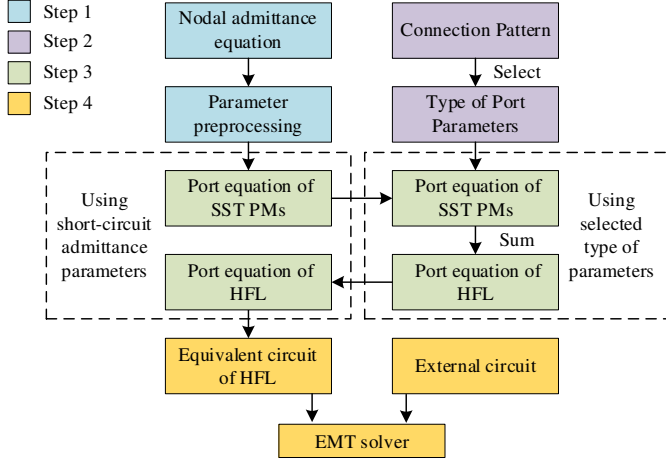 Step 1
Step 2
Step 3
Step 4
Nodal admittance
equation
Connection Pattern
Select
Parameter
preprocessing
Type of Port
Parameters
Using
short-circuit
admittance
parameters
Port equation of
SST PMs
Port equation of
SST PMs
Using
selected
type of
parameters
Sum
Port equation of
HFL
Port equation of
HFL
Equivalent circuit
of HFL
External circuit
EMT solver